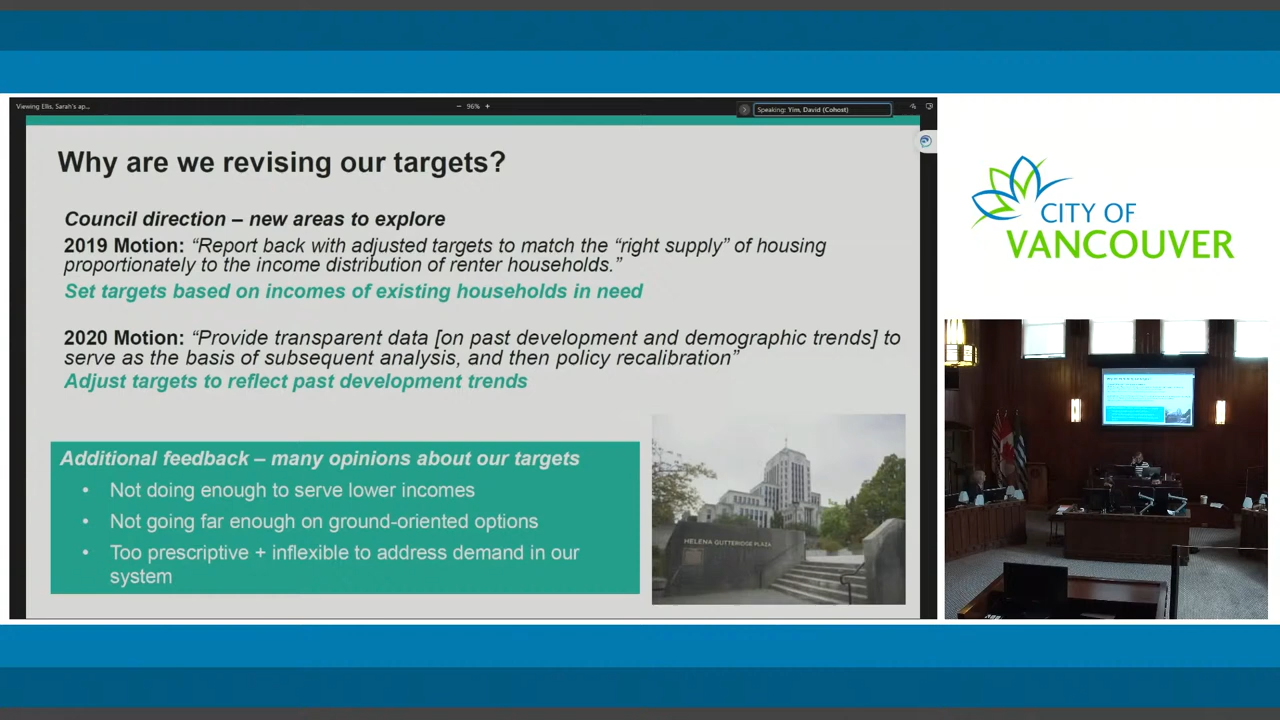 Viewing Ellis, Sarah's ap...
− 96% +
Speaking: Yim, David (Cohost)
Why are we revising our targets?
Council direction – new areas to explore
2019 Motion: “Report back with adjusted targets to match the “right supply” of housing
proportionately to the income distribution of renter households.”
Set targets based on incomes of existing households in need
2020 Motion: “Provide transparent data [on past development and demographic trends] to
serve as the basis of subsequent analysis, and then policy recalibration”
Adjust targets to reflect past development trends
Additional feedback – many opinions about our targets
• Not doing enough to serve lower incomes
• Not going far enough on ground-oriented options
• Too prescriptive + inflexible to address demand in our
system
HELENA GUTTERIDGE PLAZA
CITY OF
VANCOUVER